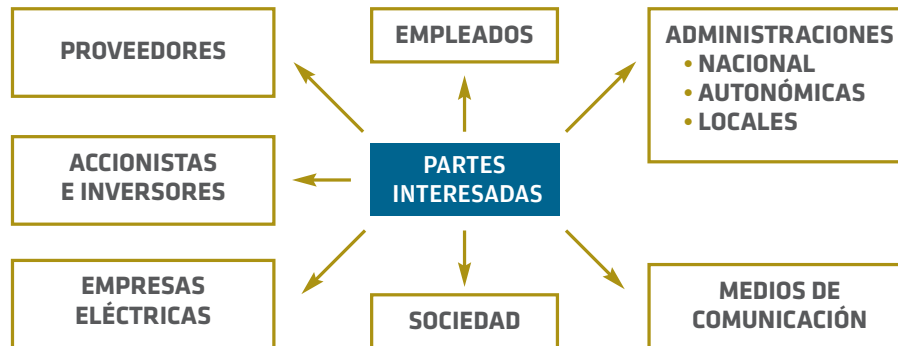 PROVEEDORES
EMPLEADOS
ADMINISTRACIONES
• NACIONAL
• AUTONÓMICAS
• LOCALES
ACCIONISTAS
E INVERSORES
PARTES
INTERESADAS
EMPRESAS
ELÉCTRICAS
SOCIEDAD
MEDIOS DE
COMUNICACIÓN